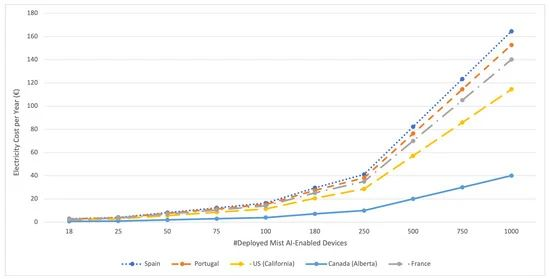 180
160
140
120
100
80
60
40
20
0
Electricity Cost per Year (€)
18 25 50 75 100 180 250 500 750 1000
#Deployed Mist AI-Enabled Devices
Spain Portugal US (California) Canada (Alberta) France